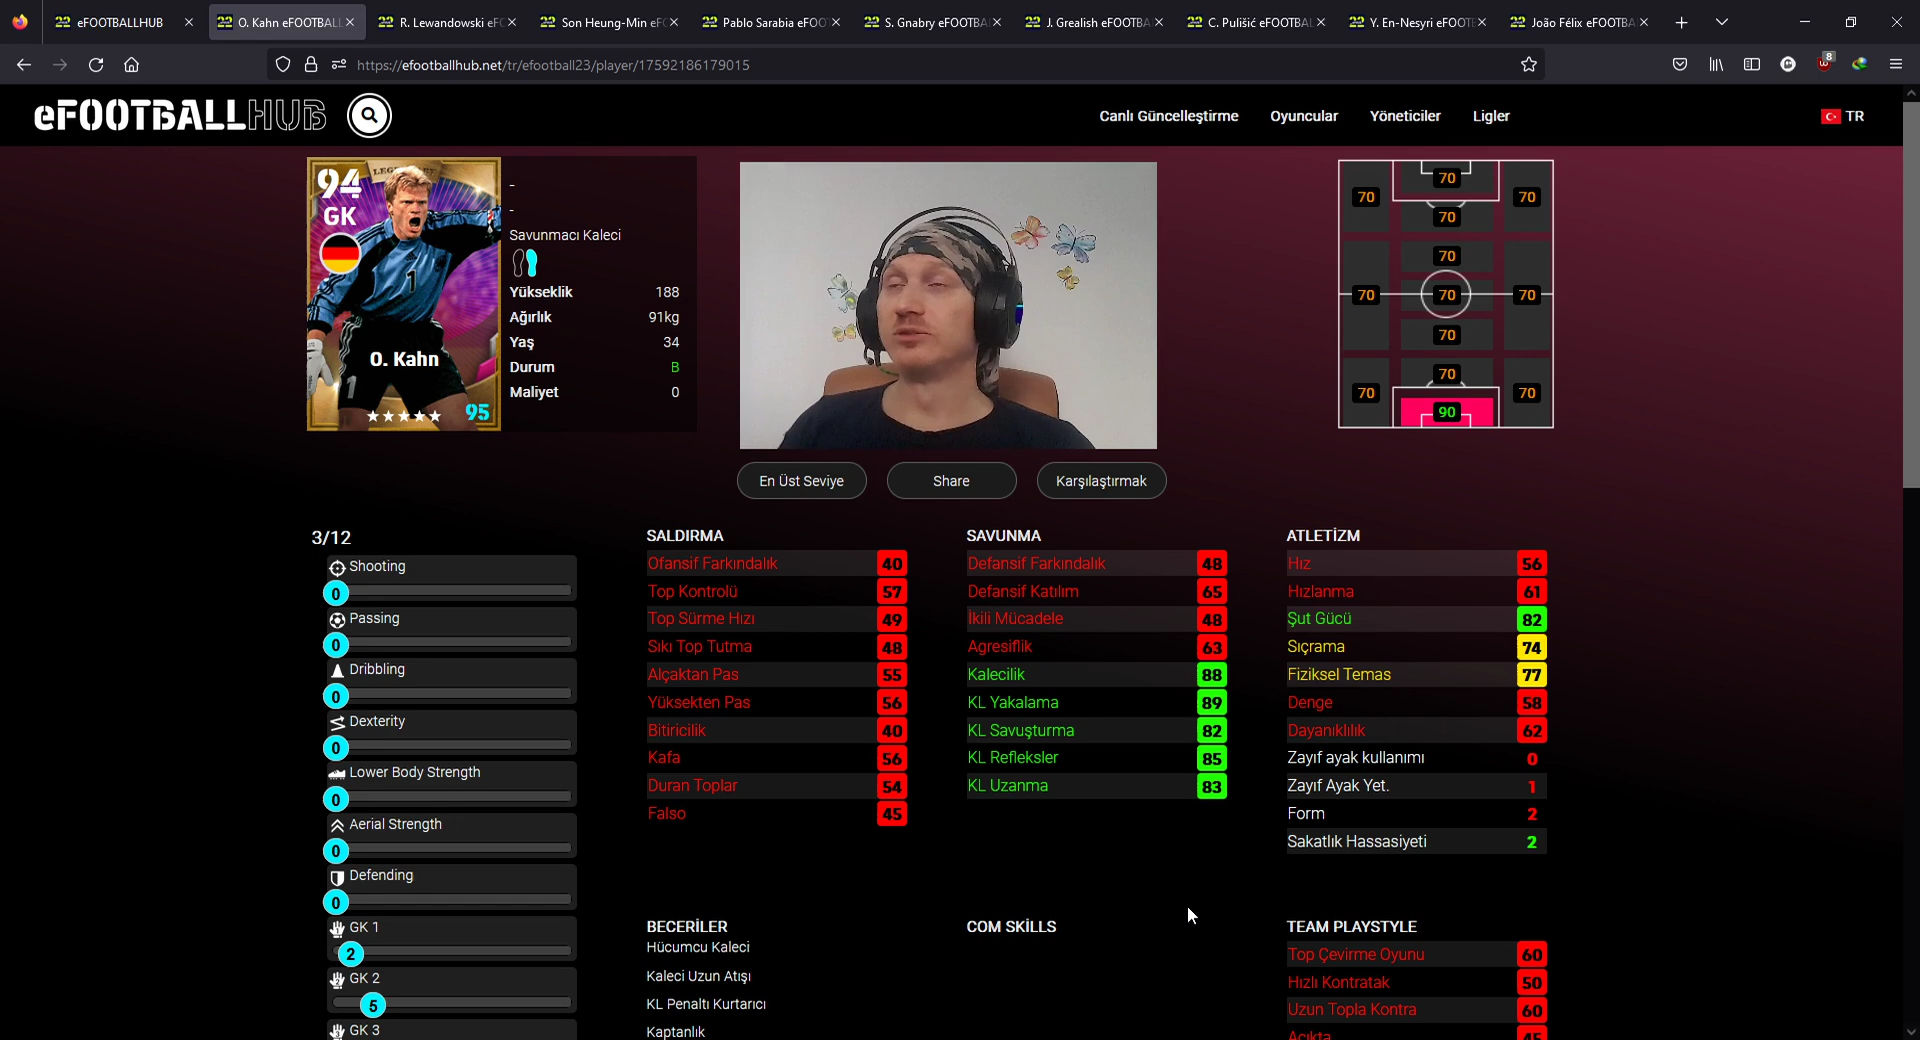 eFOOTBALLHUB
O. Kahn eFOOTBALL
R. Lewandowski eFO
Son Heung-Min eFO
Pablo Sarabia eFOO
S. Gnabry eFOOTBA
J. Grealish eFOOTBA
C. Pulišić eFOOTBAL
Y. En-Nesyri eFOOTB
João Félix eFOOTBA
https://efootballhub.net/tr/efootball23/player/17592186179015
8
eFOOTBALLHUB
Canlı Güncelleştirme
Oyuncular
Yöneticiler
Ligler
TR
94
GK
1
1
O. Kahn
★★★★★
95
-
-
Savunmacı Kaleci
Yükseklik 188
Ağırlık 91kg
Yaş 34
Durum B
Maliyet 0
70
70 70
70
70
70 70 70
70
70
70 70
90
En Üst Seviye
Share
Karşılaştırmak
3/12
Shooting
0
Passing
0
Dribbling
0
Dexterity
0
Lower Body Strength
0
Aerial Strength
0
Defending
0
GK 1
2
GK 2
5
GK 3
SALDIRMA
Ofansif Farkındalık 40
Top Kontrolü 57
Top Sürme Hızı 49
Sıkı Top Tutma 48
Alçaktan Pas 55
Yüksekten Pas 56
Bitiricilik 40
Kafa 56
Duran Toplar 54
Falso 45
SAVUNMA
Defansif Farkındalık 48
Defansif Katılım 65
İkili Mücadele 48
Agresiflik 63
Kalecilik 88
KL Yakalama 89
KL Savuşturma 82
KL Refleksler 85
KL Uzanma 83
ATLETİZM
Hız 56
Hızlanma 61
Şut Gücü 82
Sıçrama 74
Fiziksel Temas 77
Denge 58
Dayanıklılık 62
Zayıf ayak kullanımı 0
Zayıf Ayak Yet. 1
Form 2
Sakatlık Hassasiyeti 2
BECERİLER
Hücumcu Kaleci
Kaleci Uzun Atışı
KL Penaltı Kurtarıcı
Kaptanlık
COM SKİLLS
TEAM PLAYSTYLE
Top Çevirme Oyunu 60
Hızlı Kontratak 50
Uzun Topla Kontra 60
Açıkta 45